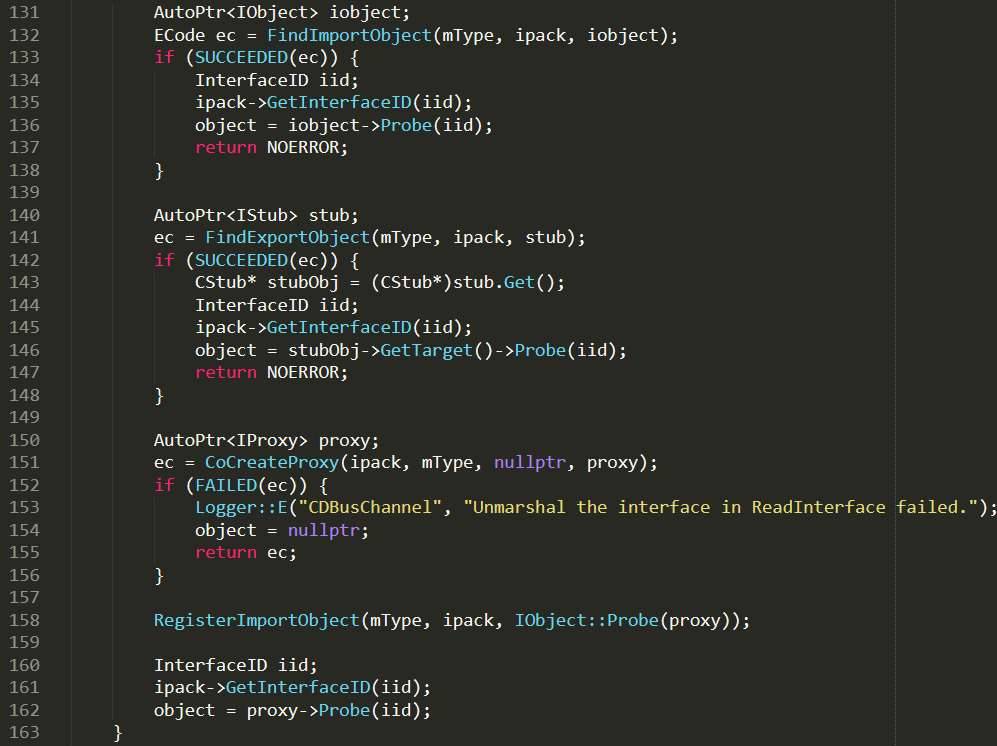 131 AutoPtr<IObject> iobject;
132 ECode ec = FindImportObject(mType, ipack, iobject);
133 if (SUCCEEDED(ec)) {
134 InterfaceID iid;
135 ipack->GetInterfaceID(iid);
136 object = iobject->Probe(iid);
137 return NOERROR;
138 }
139
140 AutoPtr<IStub> stub;
141 ec = FindExportObject(mType, ipack, stub);
142 if (SUCCEEDED(ec)) {
143 CStub* stubObj = (CStub*)stub.Get();
144 InterfaceID iid;
145 ipack->GetInterfaceID(iid);
146 object = stubObj->GetTarget()->Probe(iid);
147 return NOERROR;
148 }
149
150 AutoPtr<IProxy> proxy;
151 ec = CoCreateProxy(ipack, mType, nullptr, proxy);
152 if (FAILED(ec)) {
153 Logger::E("CDBusChannel", "Unmarshal the interface in ReadInterface failed.");
154 object = nullptr;
155 return ec;
156 }
157
158 RegisterImportObject(mType, ipack, IObject::Probe(proxy));
159
160 InterfaceID iid;
161 ipack->GetInterfaceID(iid);
162 object = proxy->Probe(iid);
163 }